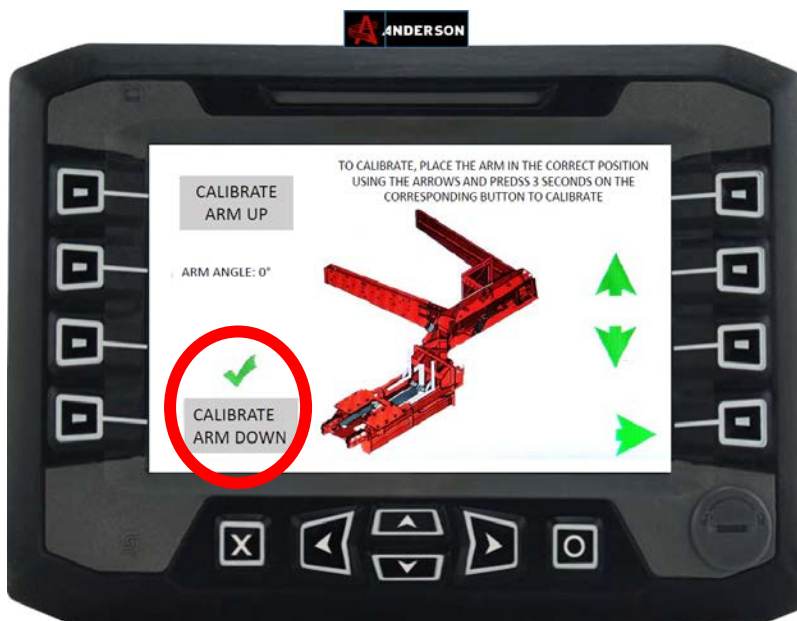 ANDERSON
TO CALIBRATE, PLACE THE ARM IN THE CORRECT POSITION
USING THE ARROWS AND PREDSS 3 SECONDS ON THE
CORRESPONDING BUTTON TO CALIBRATE
CALIBRATE
ARM UP
ARM ANGLE: 0°
CALIBRATE
ARM DOWN
X
O